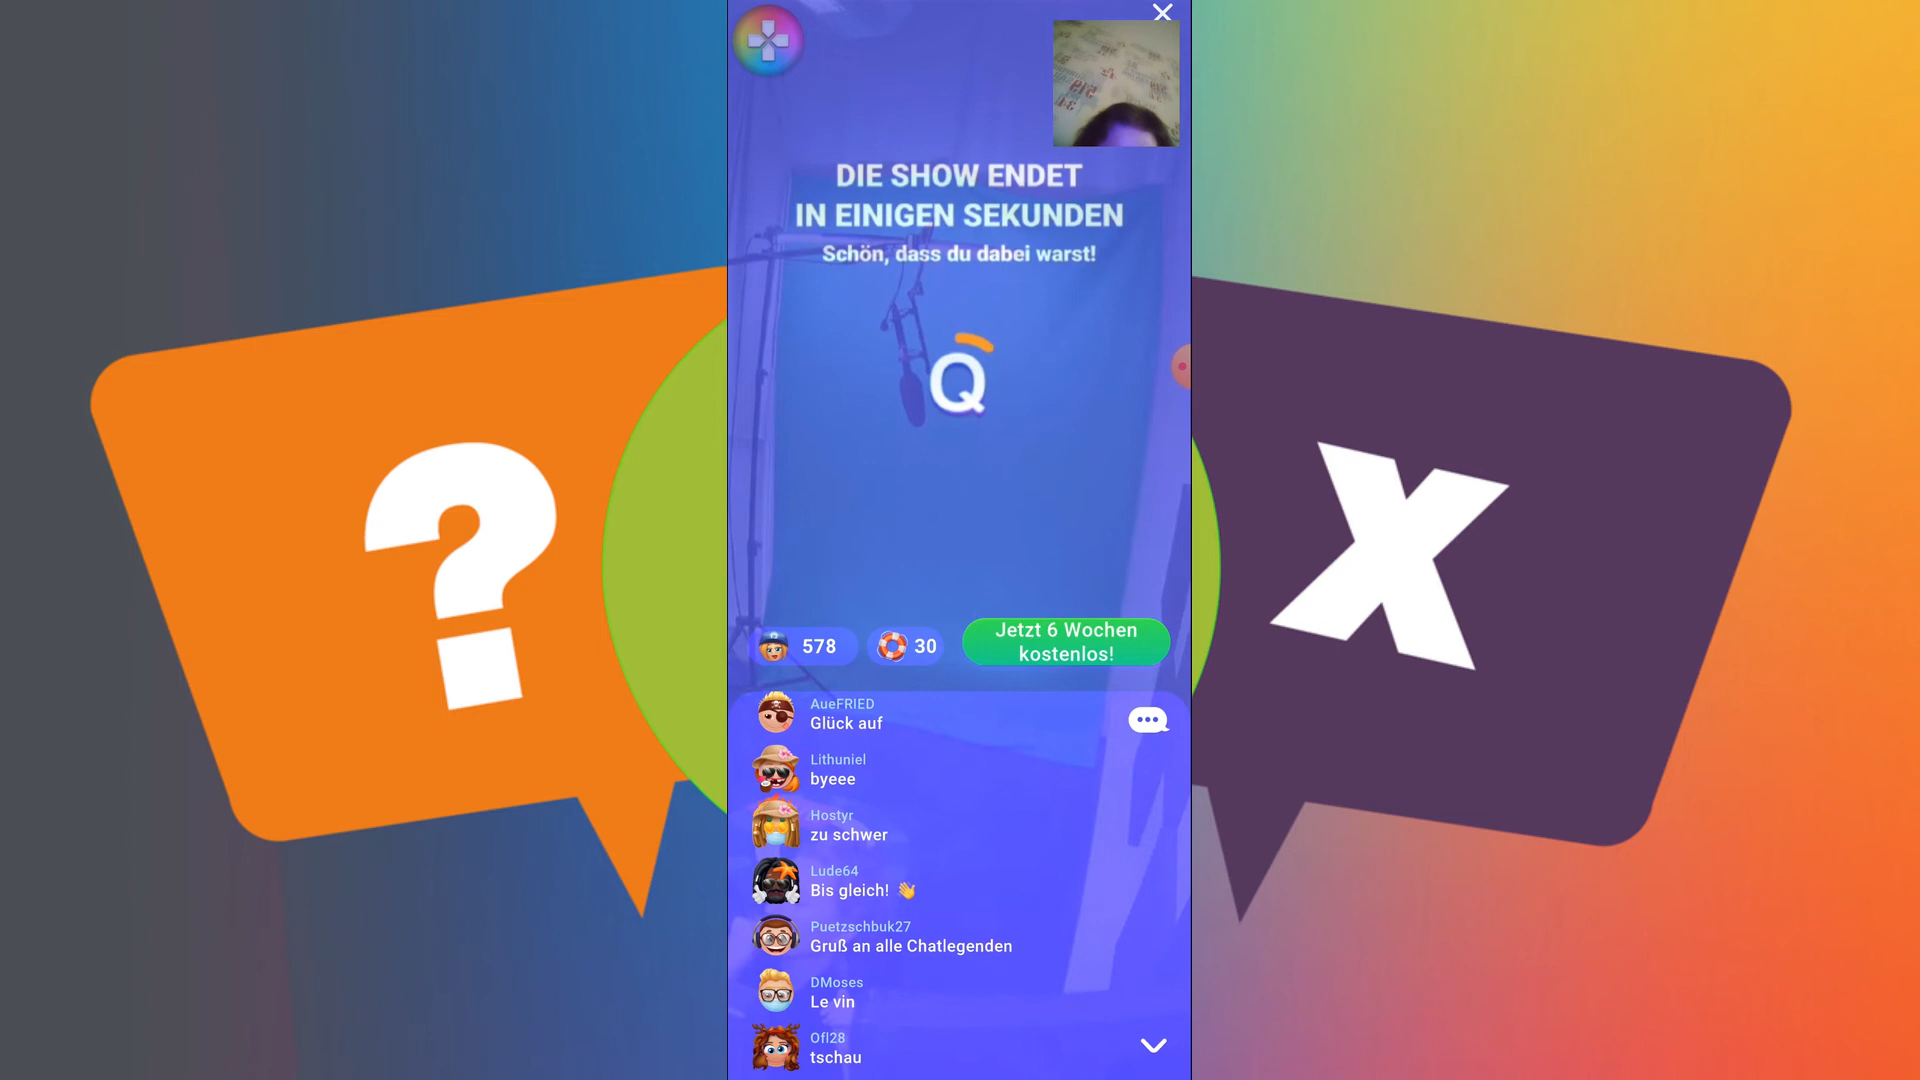 DIE SHOW ENDET
IN EINIGEN SEKUNDEN
Schön, dass du dabei warst!
Q
?
X
578
30
Jetzt 6 Wochen
kostenlos!
AueFRIED
Glück auf
Lithuniel
byeee
Hostyr
zu schwer
Lude64
Bis gleich! 👋
Puetzschbuk27
Gruß an alle Chatlegenden
DMoses
Le vin
Ofl28
tschau